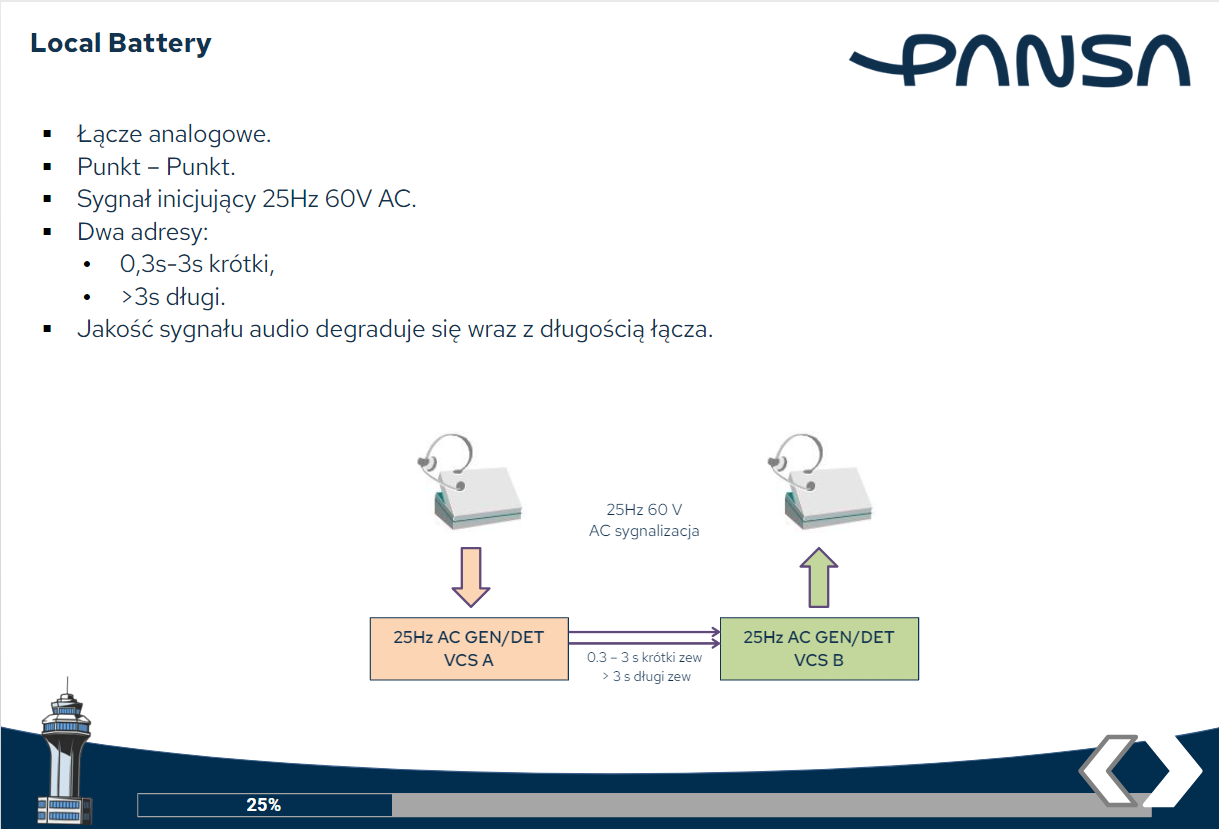 Local Battery
PANSA
▪ Łącze analogowe.
▪ Punkt – Punkt.
▪ Sygnał inicjujący 25Hz 60V AC.
▪ Dwa adresy:
• 0,3s-3s krótki,
• >3s długi.
▪ Jakość sygnału audio degraduje się wraz z długością łącza.
25Hz 60 V
AC sygnalizacja
25Hz AC GEN/DET
VCS A
0.3 – 3 s krótki zew
> 3 s długi zew
25Hz AC GEN/DET
VCS B
25%